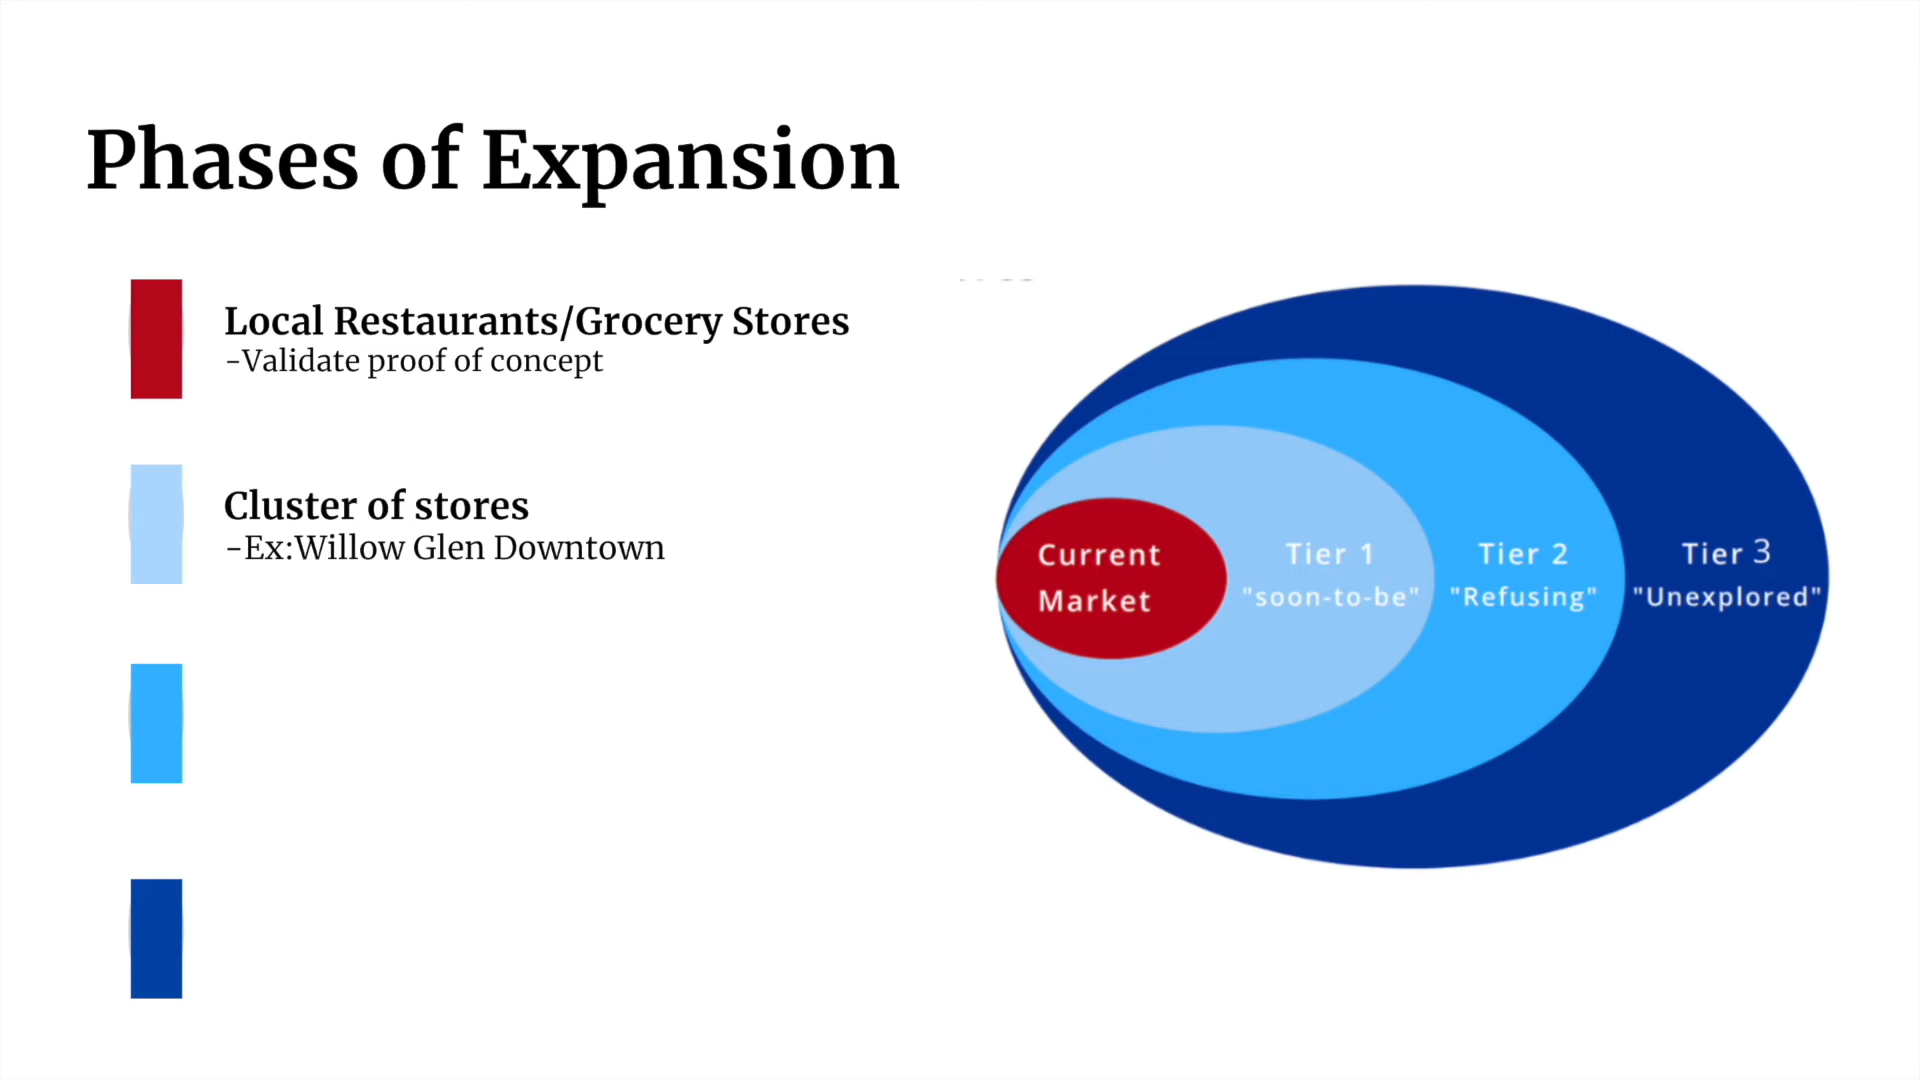 Phases of Expansion
Local Restaurants/Grocery Stores
-Validate proof of concept
Cluster of stores
-Ex:Willow Glen Downtown
Current
Market
Tier 1
"soon-to-be"
Tier 2
"Refusing"
Tier 3
"Unexplored"